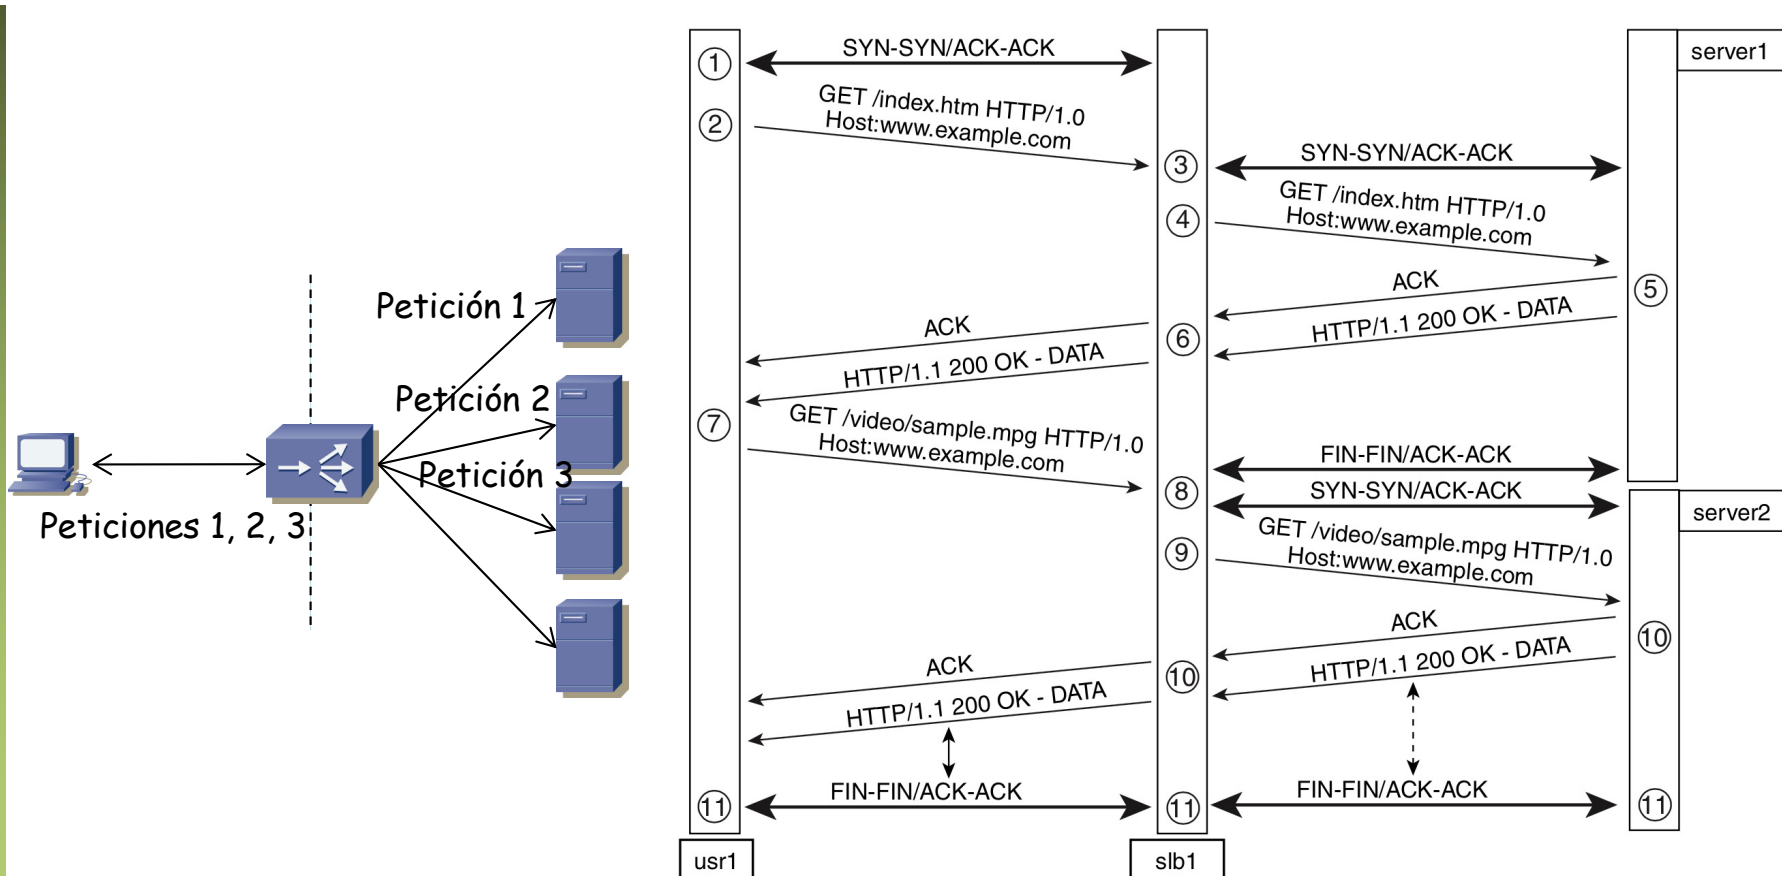 Petición 1
Petición 2
Petición 3
Peticiones 1, 2, 3
server1
SYN-SYN/ACK-ACK
1
GET /index.htm HTTP/1.0
Host:www.example.com
2
SYN-SYN/ACK-ACK
3
GET /index.htm HTTP/1.0
Host:www.example.com
4
ACK
HTTP/1.1 200 OK - DATA
5
ACK
HTTP/1.1 200 OK - DATA
6
GET /video/sample.mpg HTTP/1.0
Host:www.example.com
7
FIN-FIN/ACK-ACK
SYN-SYN/ACK-ACK
8
server2
GET /video/sample.mpg HTTP/1.0
Host:www.example.com
9
ACK
HTTP/1.1 200 OK - DATA
10
ACK
HTTP/1.1 200 OK - DATA
10
FIN-FIN/ACK-ACK
FIN-FIN/ACK-ACK
11
11
11
usr1
slb1